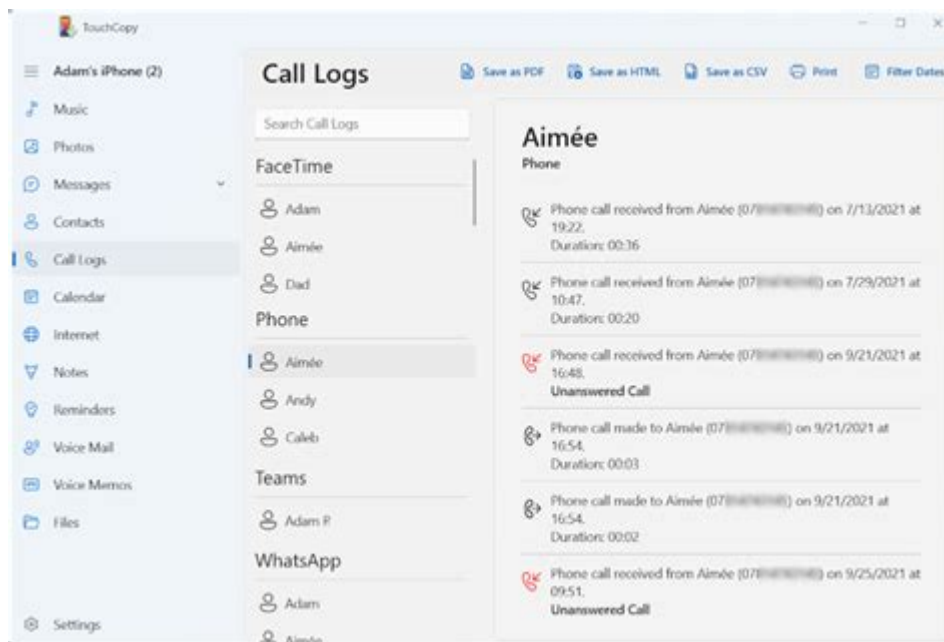 TouchCopy
Adam's iPhone (2)
Music
Photos
Messages
Contacts
Call Logs
Calendar
Internet
Notes
Reminders
Voice Mail
Voice Memos
Files
Settings
Call Logs
Save as PDF
Save as HTML
Save as CSV
Print
Filter Dates
Search Call Logs
FaceTime
Adam
Aimée
Dad
Phone
Aimée
Andy
Caleb
Teams
Adam P.
WhatsApp
Adam
Aimée
Aimée
Phone
Phone call received from Aimée (07) on 7/13/2021 at
19:22.
Duration: 00:36
Phone call received from Aimée (07) on 7/29/2021 at
10:47.
Duration: 00:20
Phone call received from Aimée (07) on 9/21/2021 at
16:48.
Unanswered Call
Phone call made to Aimée (07) on 9/21/2021 at
16:54.
Duration: 00:03
Phone call made to Aimée (07) on 9/21/2021 at
16:54.
Duration: 00:02
Phone call received from Aimée (07) on 9/25/2021 at
09:51.
Unanswered Call